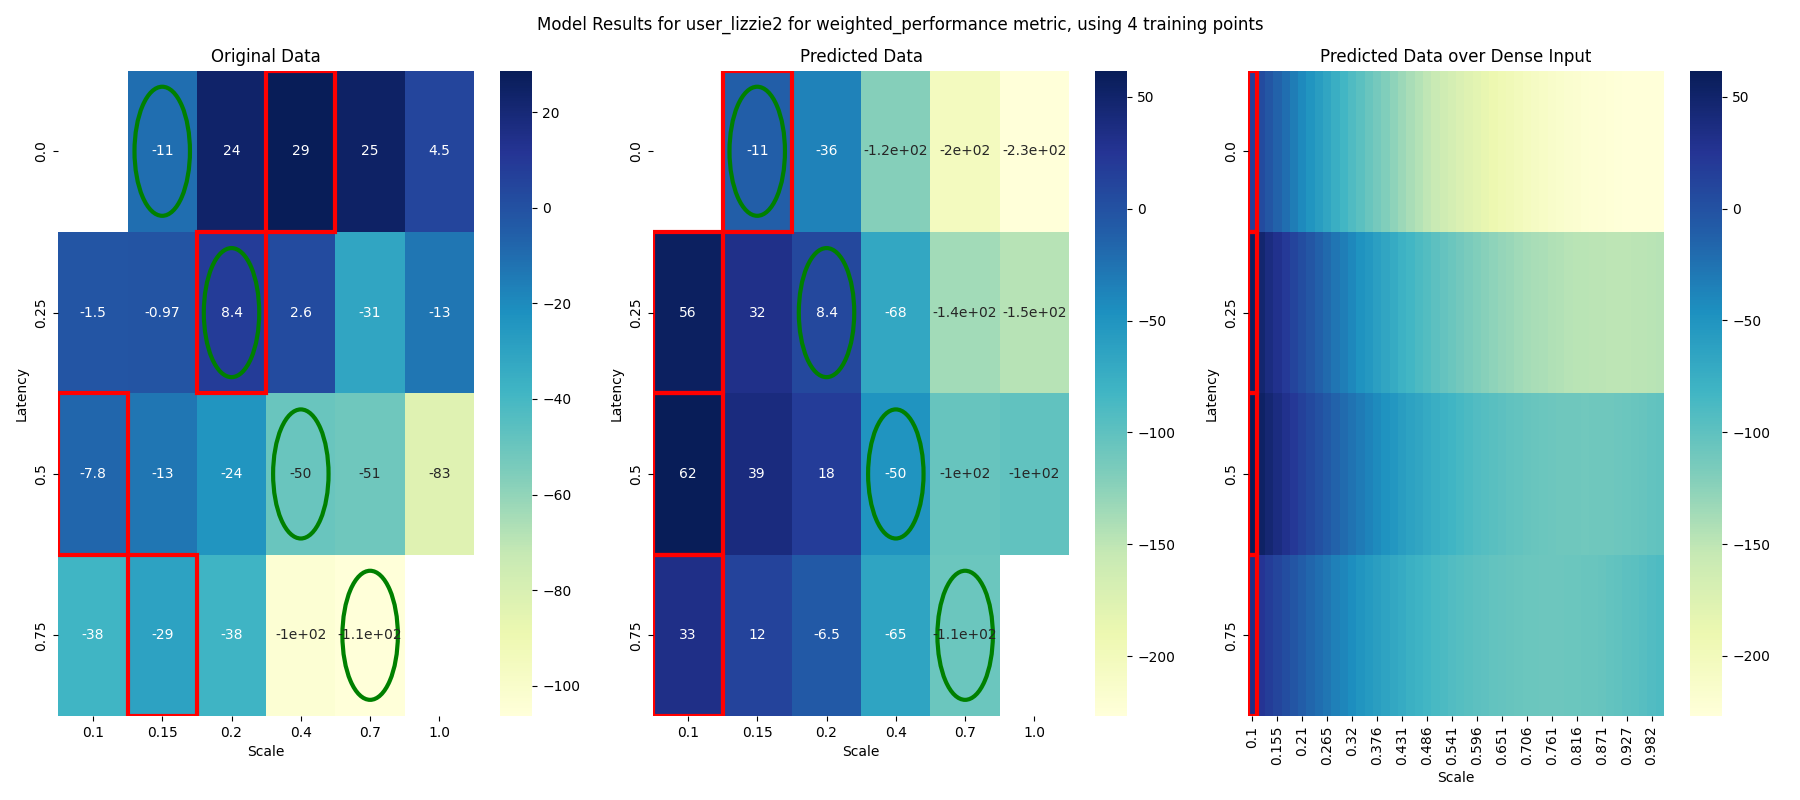 Model Results for user_lizzie2 for weighted_performance metric, using 4 training points
Original Data
Latency
0.0
0.25
0.5
0.75
-11 24 29 25 4.5
-1.5 -0.97 8.4 2.6 -31 -13
-7.8 -13 -24 -50 -51 -83
-38 -29 -38 -1e+02 -1.1e+02
0.1 0.15 0.2 0.4 0.7 1.0
Scale
20
0
−20
−40
−60
−80
−100
Predicted Data
Latency
0.0
0.25
0.5
0.75
-11 -36 -1.2e+02 -2e+02 -2.3e+02
56 32 8.4 -68 -1.4e+02 -1.5e+02
62 39 18 -50 -1e+02 -1e+02
33 12 -6.5 -65 -1.1e+02
0.1 0.15 0.2 0.4 0.7 1.0
Scale
50
0
−50
−100
−150
−200
Predicted Data over Dense Input
Latency
0.0
0.25
0.5
0.75
0.1 0.155 0.21 0.265 0.32 0.376 0.431 0.486 0.541 0.596 0.651 0.706 0.761 0.816 0.871 0.927 0.982
Scale
50
0
−50
−100
−150
−200